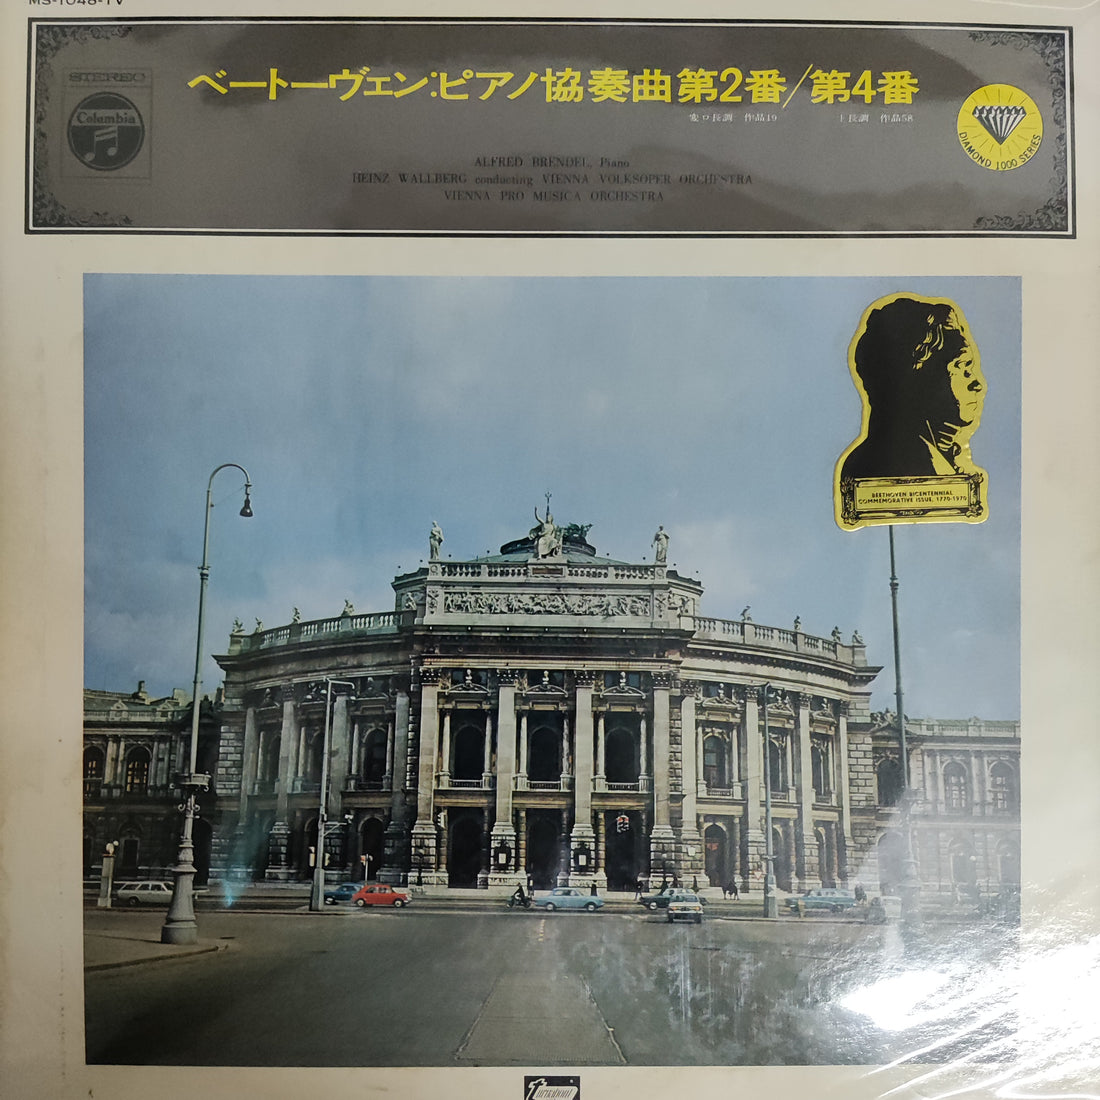 MS-1048-TV
STEREO
Columbia
ベートーヴェン:ピアノ協奏曲第2番/第4番
変ロ長調 作品19 ト長調 作品58
DIAMOND 1000 SERIES
ALFRED BRENDEL, Piano
HEINZ WALLBERG conducting VIENNA VOLKSOPER ORCHESTRA
VIENNA PRO MUSICA ORCHESTRA
BEETHOVEN BICENTENNIAL
COMMEMORATIVE ISSUE, 1770-1970
turnabout